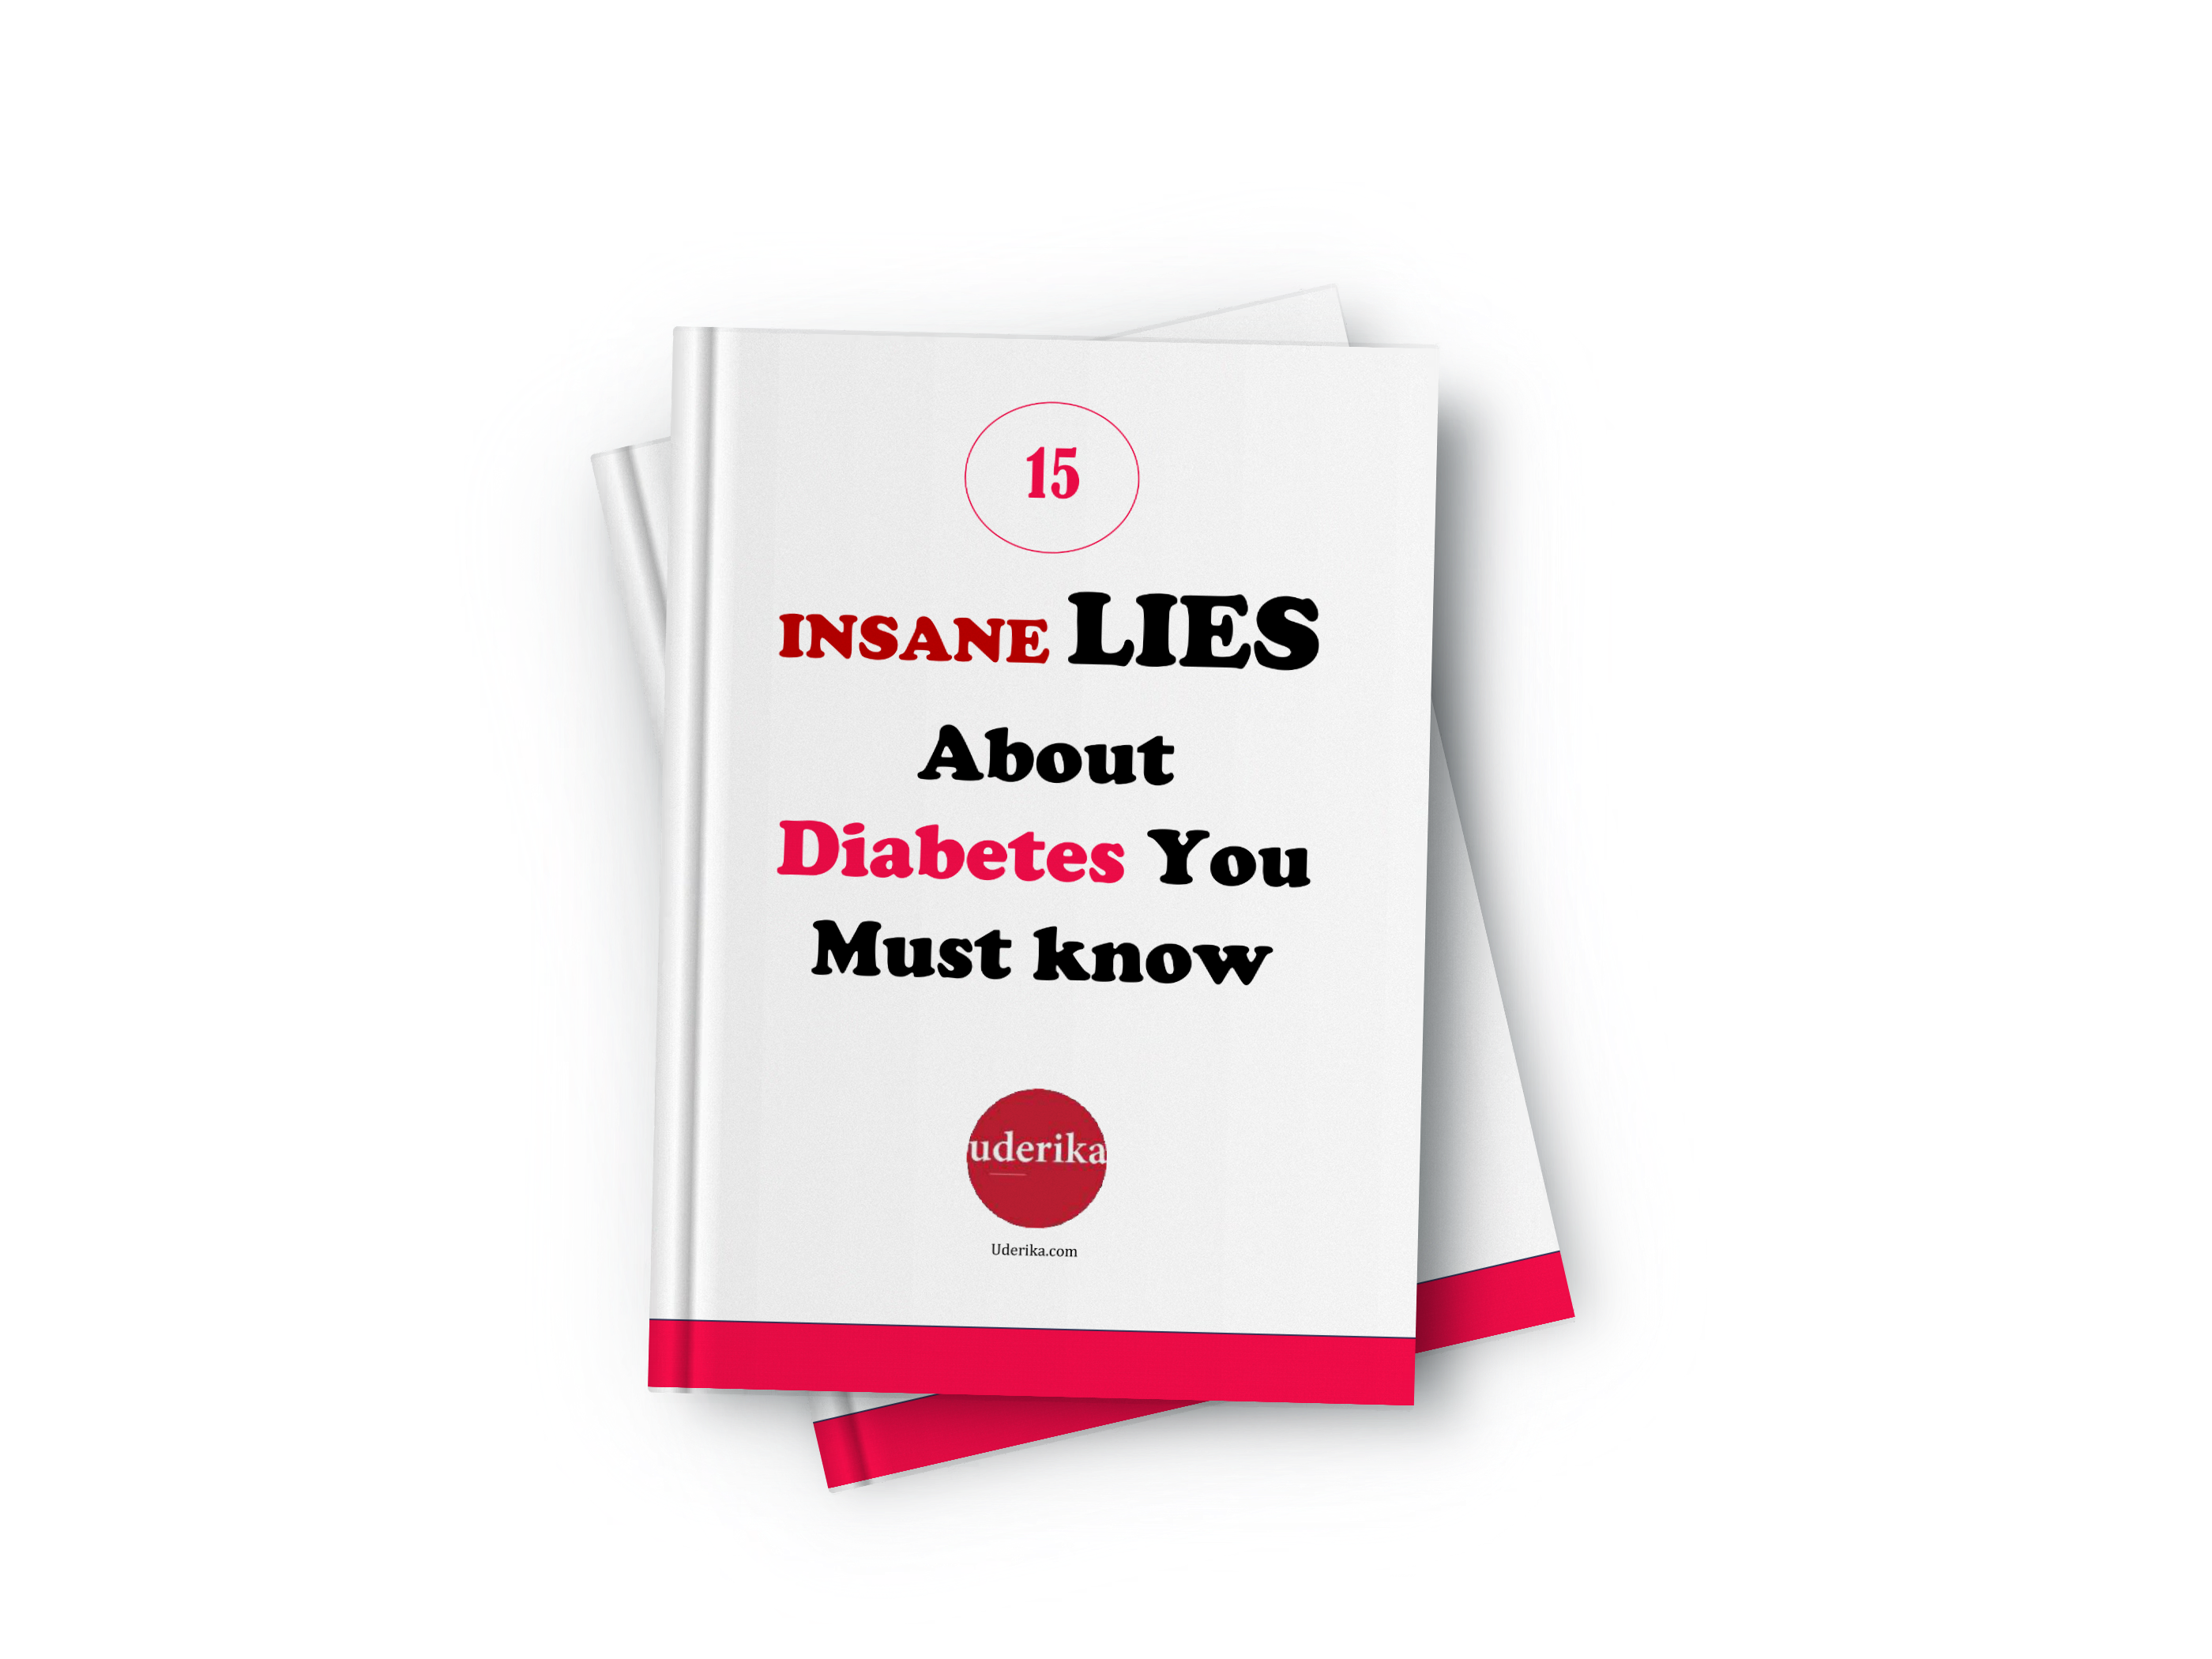 15
INSANE LIES
About
Diabetes You
Must know
uderika
Uderika.com